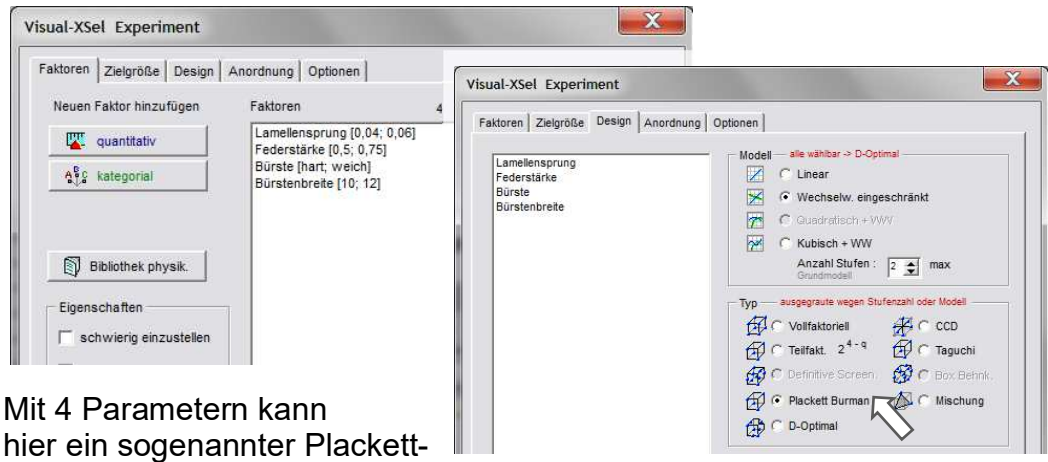 Visual-XSel Experiment
Faktoren Zielgröße Design Anordnung Optionen
Neuen Faktor hinzufügen
quantitativ
kategorial
Bibliothek physik.
Eigenschaften
schwierig einzustellen
Faktoren 4
Lamellensprung [0,04; 0,06]
Federstärke [0,5; 0,75]
Bürste [hart; weich]
Bürstenbreite [10; 12]
Visual-XSel Experiment
Faktoren Zielgröße Design Anordnung Optionen
Lamellensprung
Federstärke
Bürste
Bürstenbreite
Modell alle wählbar -> D-Optimal
Linear
Wechselw. eingeschränkt
Quadratisch + WW
Kubisch + WW
Anzahl Stufen : 2 max
Grundmodell
Typ ausgegraute wegen Stufenzahl oder Modell
Vollfaktoriell CCD
Teilfakt. 2 4 - q Taguchi
Definitive Screen. Box Behnk.
Plackett Burman Mischung
D-Optimal
Mit 4 Parametern kann
hier ein sogenannter Plackett-